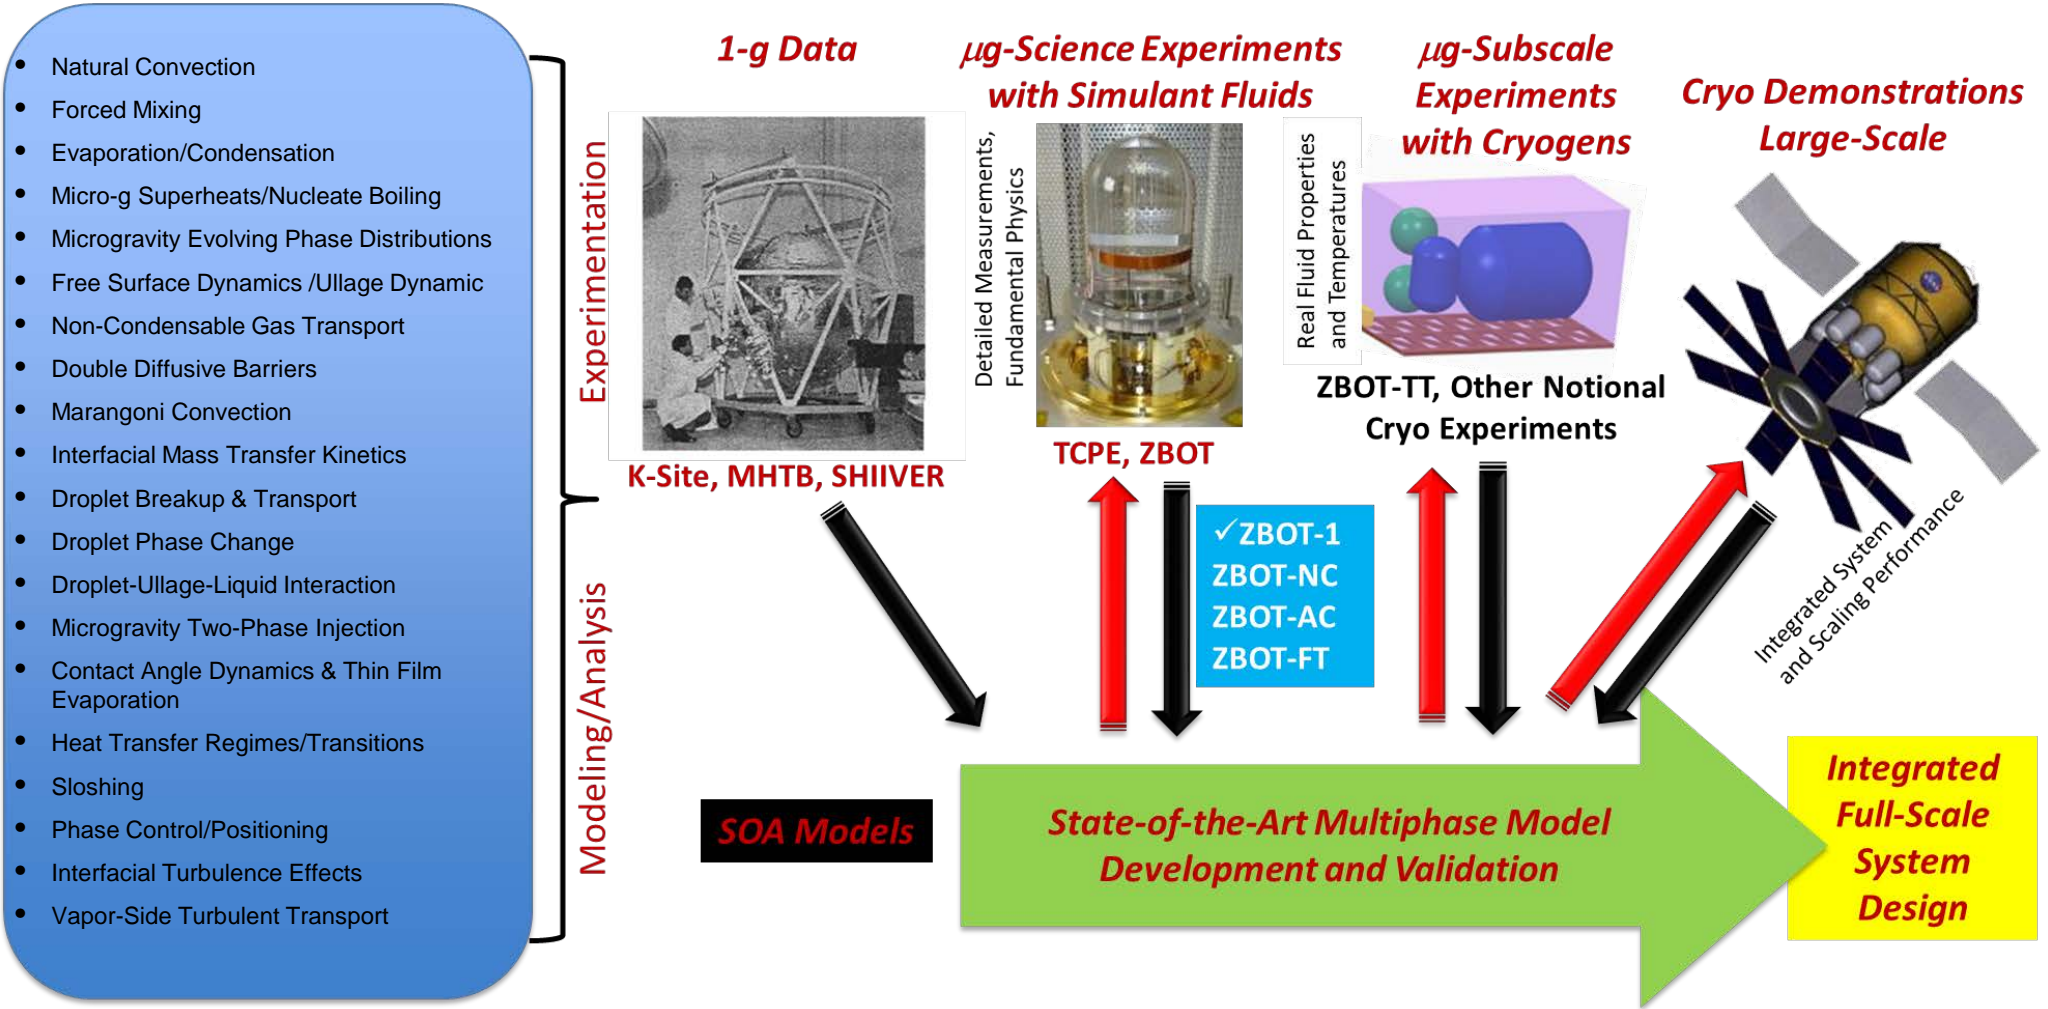 Natural Convection
Forced Mixing
Evaporation/Condensation
Micro-g Superheats/Nucleate Boiling
Microgravity Evolving Phase Distributions
Free Surface Dynamics /Ullage Dynamic
Non-Condensable Gas Transport
Double Diffusive Barriers
Marangoni Convection
Interfacial Mass Transfer Kinetics
Droplet Breakup & Transport
Droplet Phase Change
Droplet-Ullage-Liquid Interaction
Microgravity Two-Phase Injection
Contact Angle Dynamics & Thin Film
Evaporation
Heat Transfer Regimes/Transitions
Sloshing
Phase Control/Positioning
Interfacial Turbulence Effects
Vapor-Side Turbulent Transport
Experimentation
Modeling/Analysis
1-g Data
K-Site, MHTB, SHIIVER
μg-Science Experiments
with Simulant Fluids
Detailed Measurements,
Fundamental Physics
TCPE, ZBOT
✓ZBOT-1
ZBOT-NC
ZBOT-AC
ZBOT-FT
μg-Subscale
Experiments
with Cryogens
Real Fluid Properties
and Temperatures
ZBOT-TT, Other Notional
Cryo Experiments
Cryo Demonstrations
Large-Scale
Integrated System
and Scaling Performance
SOA Models
State-of-the-Art Multiphase Model
Development and Validation
Integrated
Full-Scale
System
Design